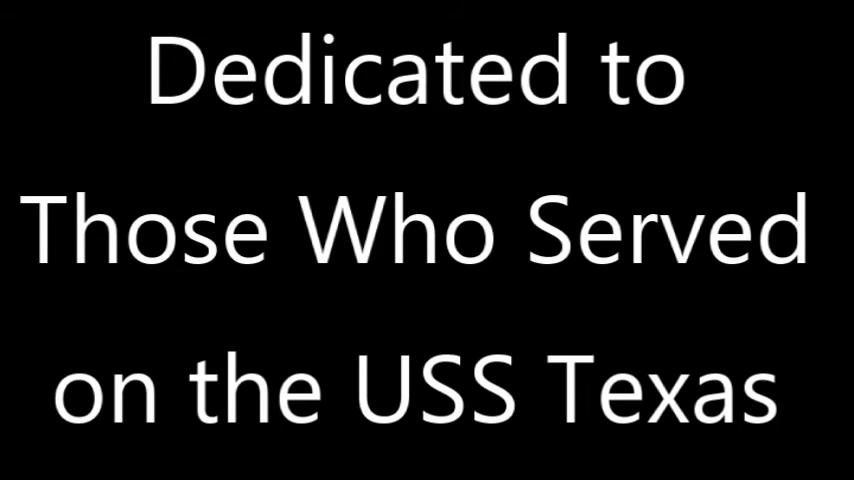 Dedicated to
Those Who Served
on the USS Texas